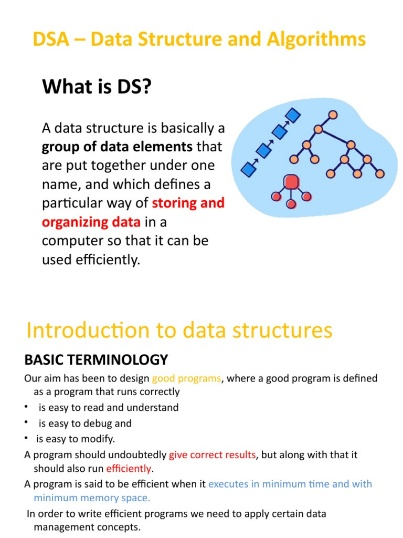 DSA – Data Structure and Algorithms
What is DS?
A data structure is basically a
group of data elements that
are put together under one
name, and which defines a
particular way of storing and
organizing data in a
computer so that it can be
used efficiently.
Introduction to data structures
BASIC TERMINOLOGY
Our aim has been to design good programs, where a good program is defined
as a program that runs correctly
• is easy to read and understand
• is easy to debug and
• is easy to modify.
A program should undoubtedly give correct results, but along with that it
should also run efficiently.
A program is said to be efficient when it executes in minimum time and with
minimum memory space.
In order to write efficient programs we need to apply certain data
management concepts.